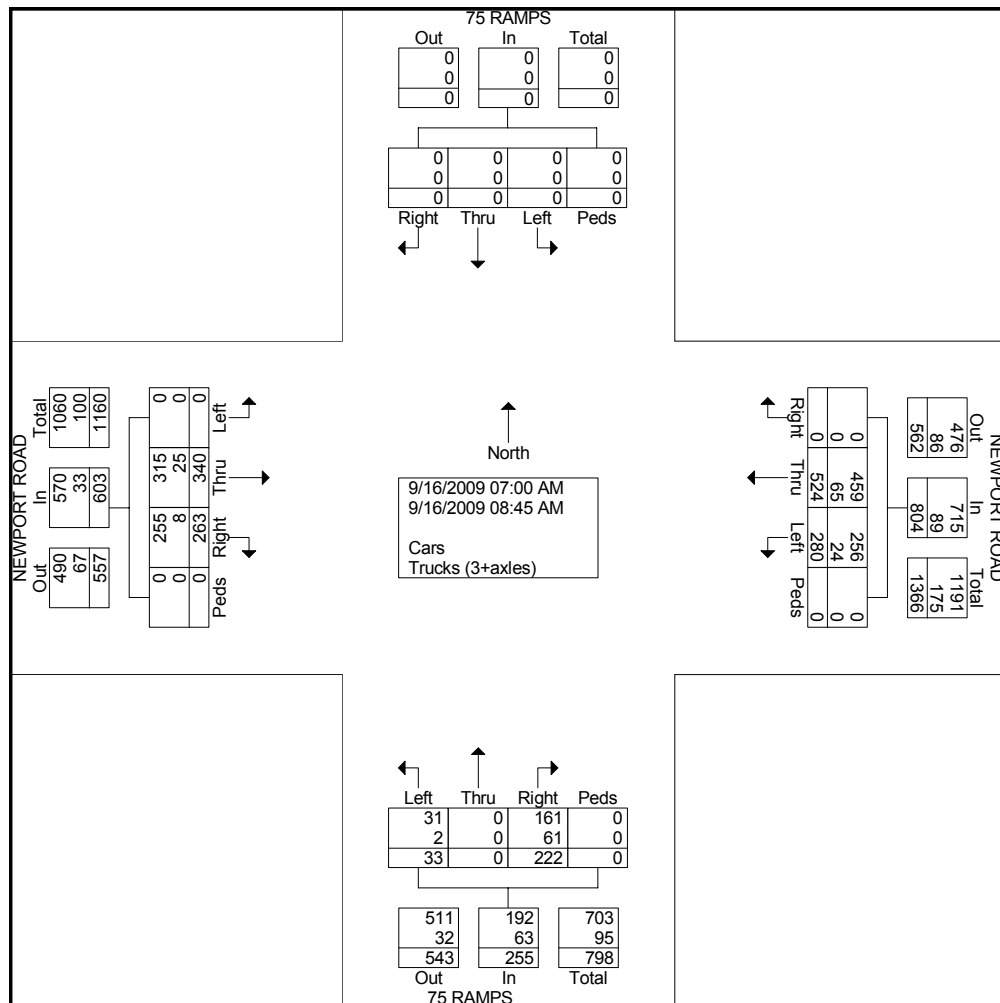 75 RAMPS
Out In Total
0 0 0
0 0 0
0 0 0
0 0 0 0
0 0 0 0
0 0 0 0
Right Thru Left Peds
NEWPORT ROAD
Out In Total
490 570 1060
67 33 100
557 603 1160
Left Thru Right Peds
0 315 255 0
0 25 8 0
0 340 263 0
North
9/16/2009 07:00 AM
9/16/2009 08:45 AM
Cars
Trucks (3+axles)
Right Thru Left Peds
0 459 256 0
0 65 24 0
0 524 280 0
NEWPORT ROAD
Out In Total
476 715 1191
86 89 175
562 804 1366
Left Thru Right Peds
31 0 161 0
2 0 61 0
33 0 222 0
511 192 703
32 63 95
543 255 798
Out In Total
75 RAMPS